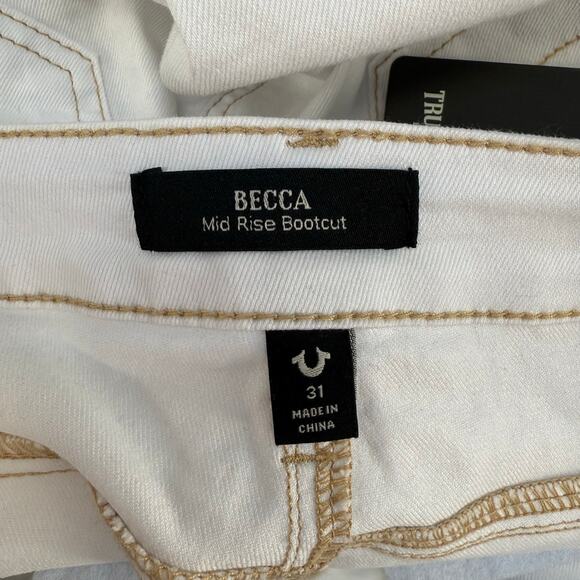 TRU
BECCA
Mid Rise Bootcut
31
MADE IN
CHINA